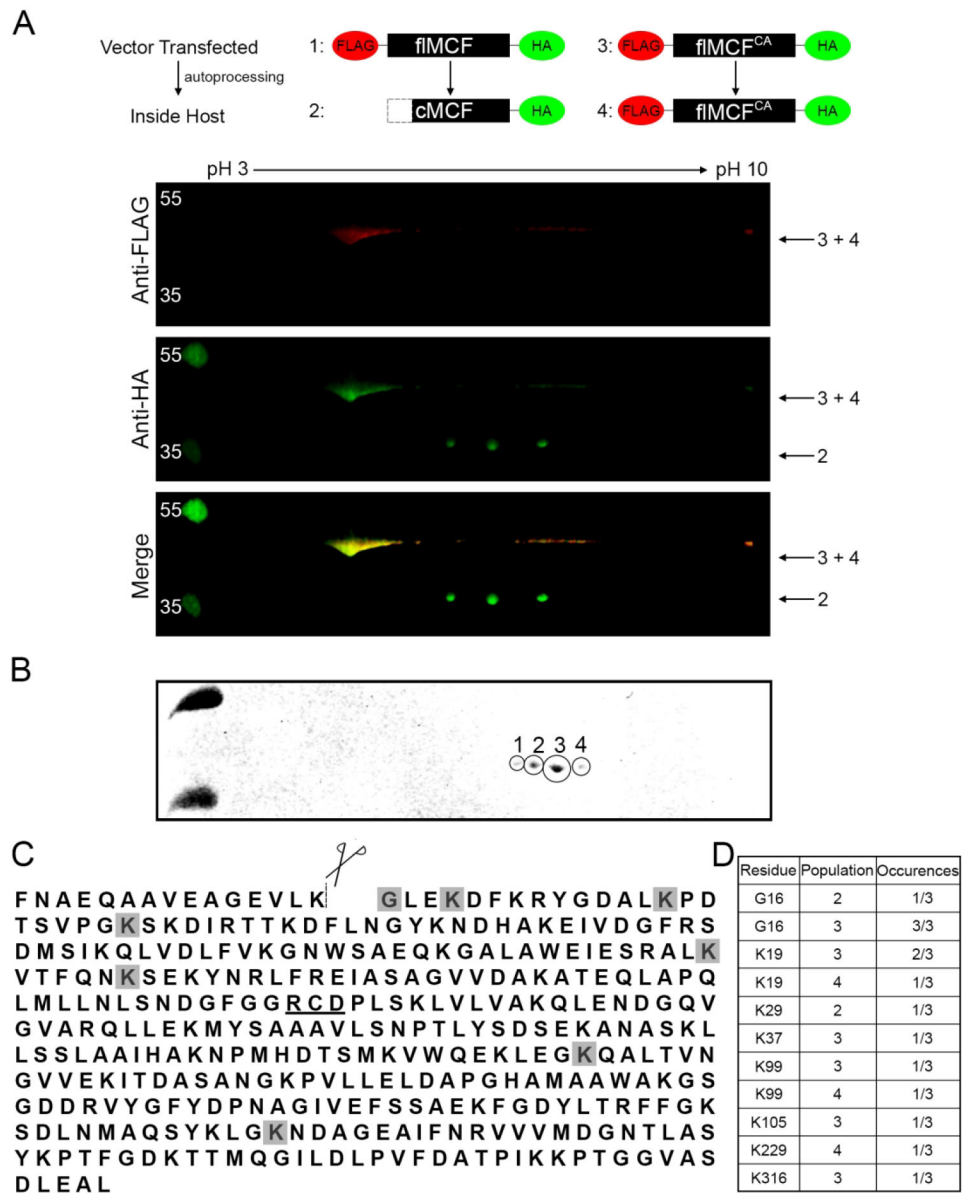 A
Vector Transfected
autoprocessing
Inside Host
1: FLAG flMCF HA
3: FLAG flMCF^CA HA
2: cMCF HA
4: FLAG flMCF^CA HA
pH 3 pH 10
Anti-FLAG
55
35
3 + 4
Anti-HA
55
35
3 + 4
2
Merge
55
35
3 + 4
2
B
1 2 3 4
C
FNAEQAAVEAGEVLK GLEKDFKRYGDALKPD
TSVPGKSKDIRTTKDFLNGYKNDHAKEIVDGFRS
DMSIKQLVDLFVKGNWSAEQKGALAWEIESRALK
VTFQNKSEKYNRLFREIASAGVVDAKATEQLAPQ
LMLLNLSNDGFGGRCDPLSKLVLVAKQLENDGQV
GVARQLLEKMYSAAAVLSNPTLYSDSEKANASKL
LSSLAAIHAKNPMHDTSMKVWQEKLEGKQALTVN
GVVEKITDASANGKPVLLELDAPGHAMAAWAKGS
GDDRVYGFYDPNAGIVEFSSAEKFGDYLTRFFGK
SDLNMAQSYKLGKNDAGEAIFNRVVVMDGNTLAS
YKPTFGDKTTMQGILDLPVFDATPIKKPTGGVAS
DLEAL
D
Residue Population Occurences
G16 2 1/3
G16 3 3/3
K19 3 2/3
K19 4 1/3
K29 2 1/3
K37 3 1/3
K99 3 1/3
K99 4 1/3
K105 3 1/3
K229 4 1/3
K316 3 1/3